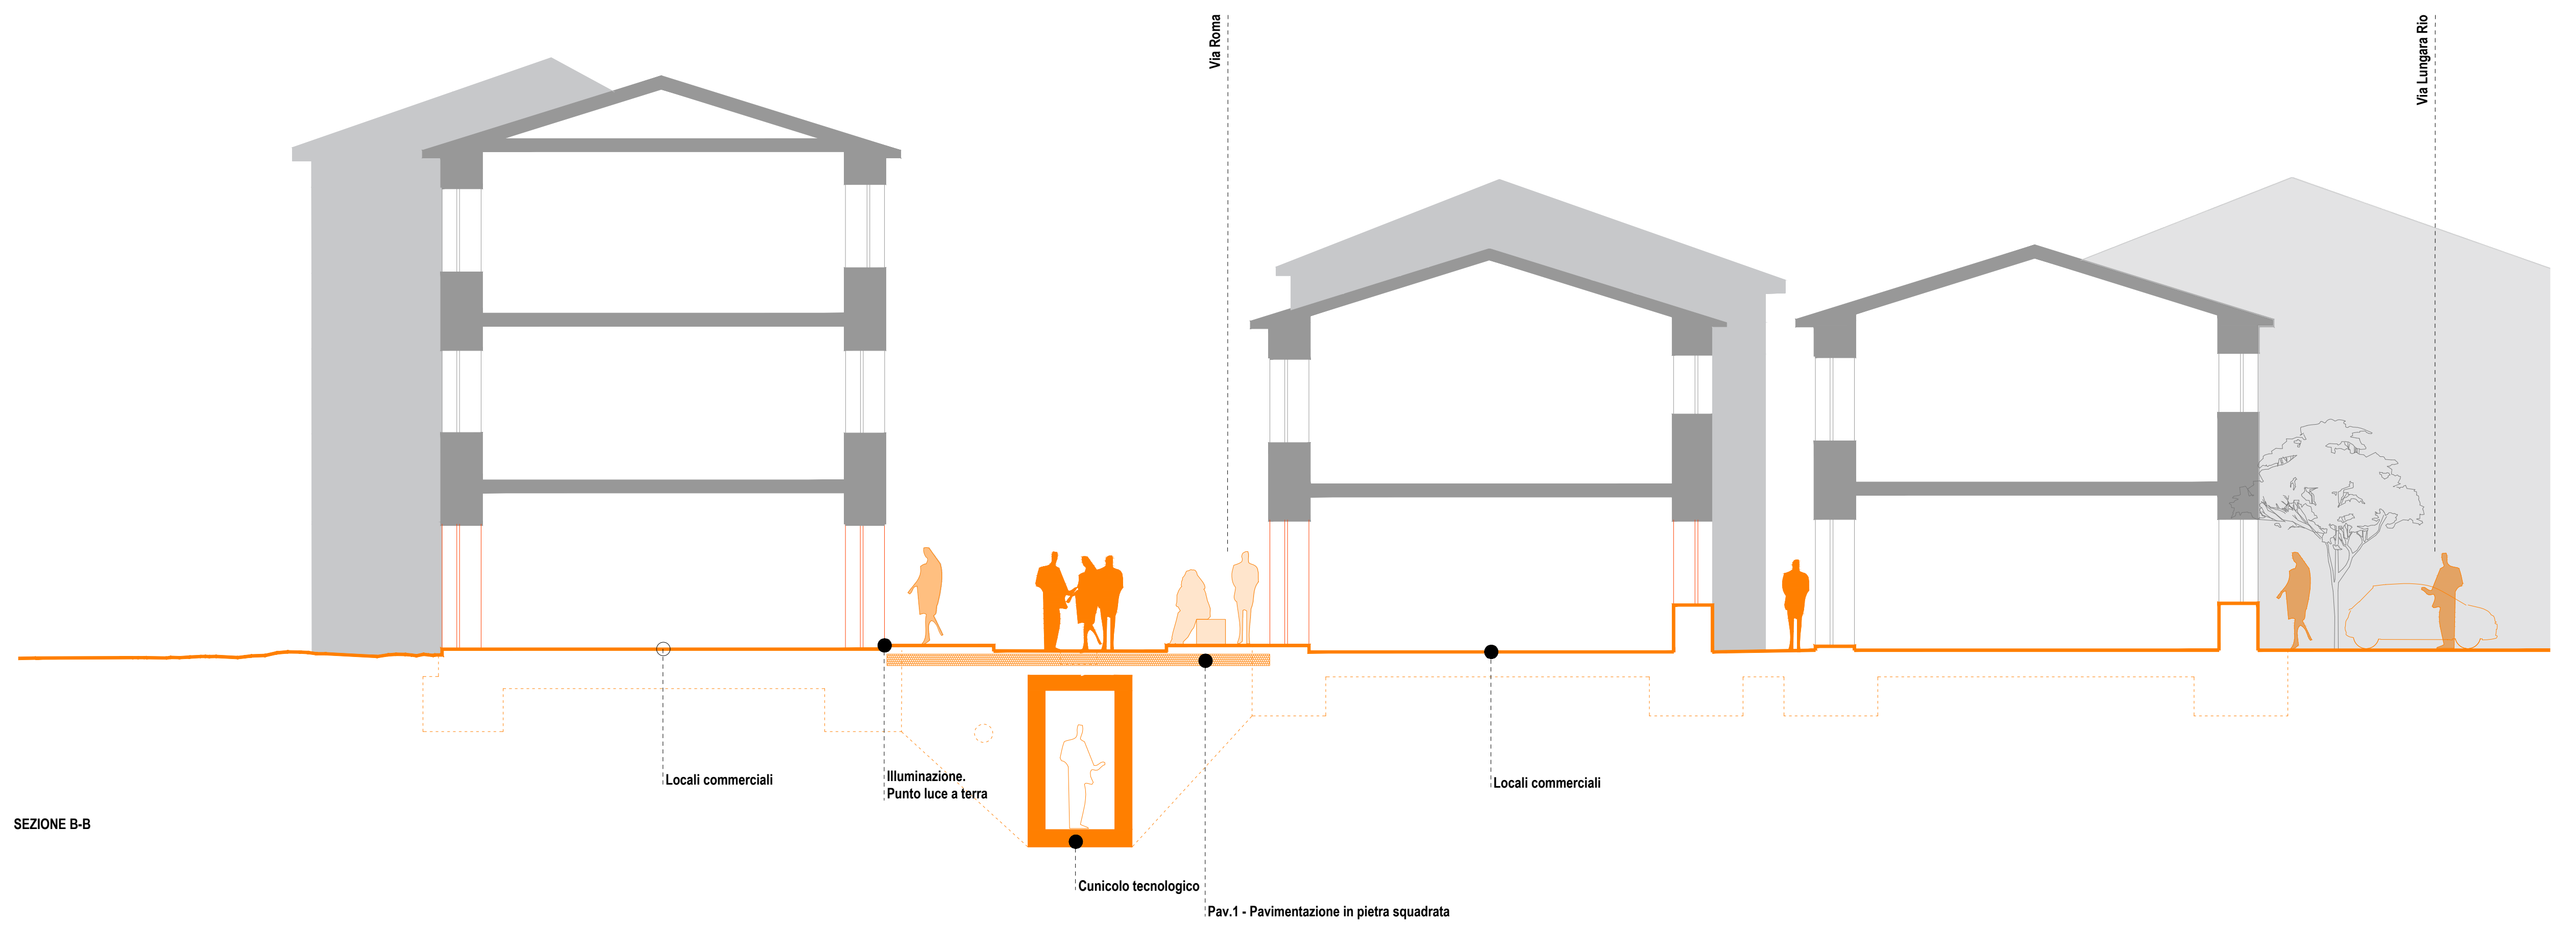 Via Roma
Via Lungara Rio
Locali commerciali
Illuminazione.
Punto luce a terra
Locali commerciali
SEZIONE B-B
Cunicolo tecnologico
Pav.1 - Pavimentazione in pietra squadrata